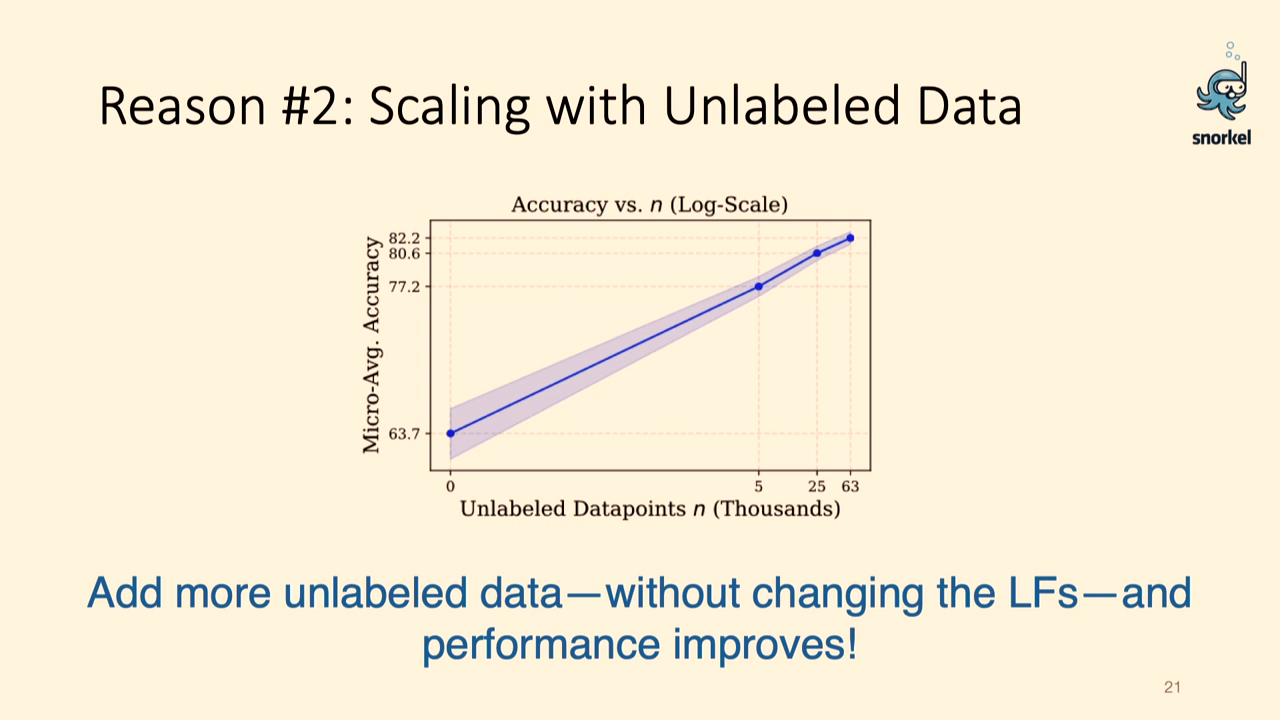 Reason #2: Scaling with Unlabeled Data
snorkel
Accuracy vs. n (Log-Scale)
Micro-Avg. Accuracy
82.2
80.6
77.2
63.7
0 5 25 63
Unlabeled Datapoints n (Thousands)
Add more unlabeled data—without changing the LFs—and
performance improves!
21